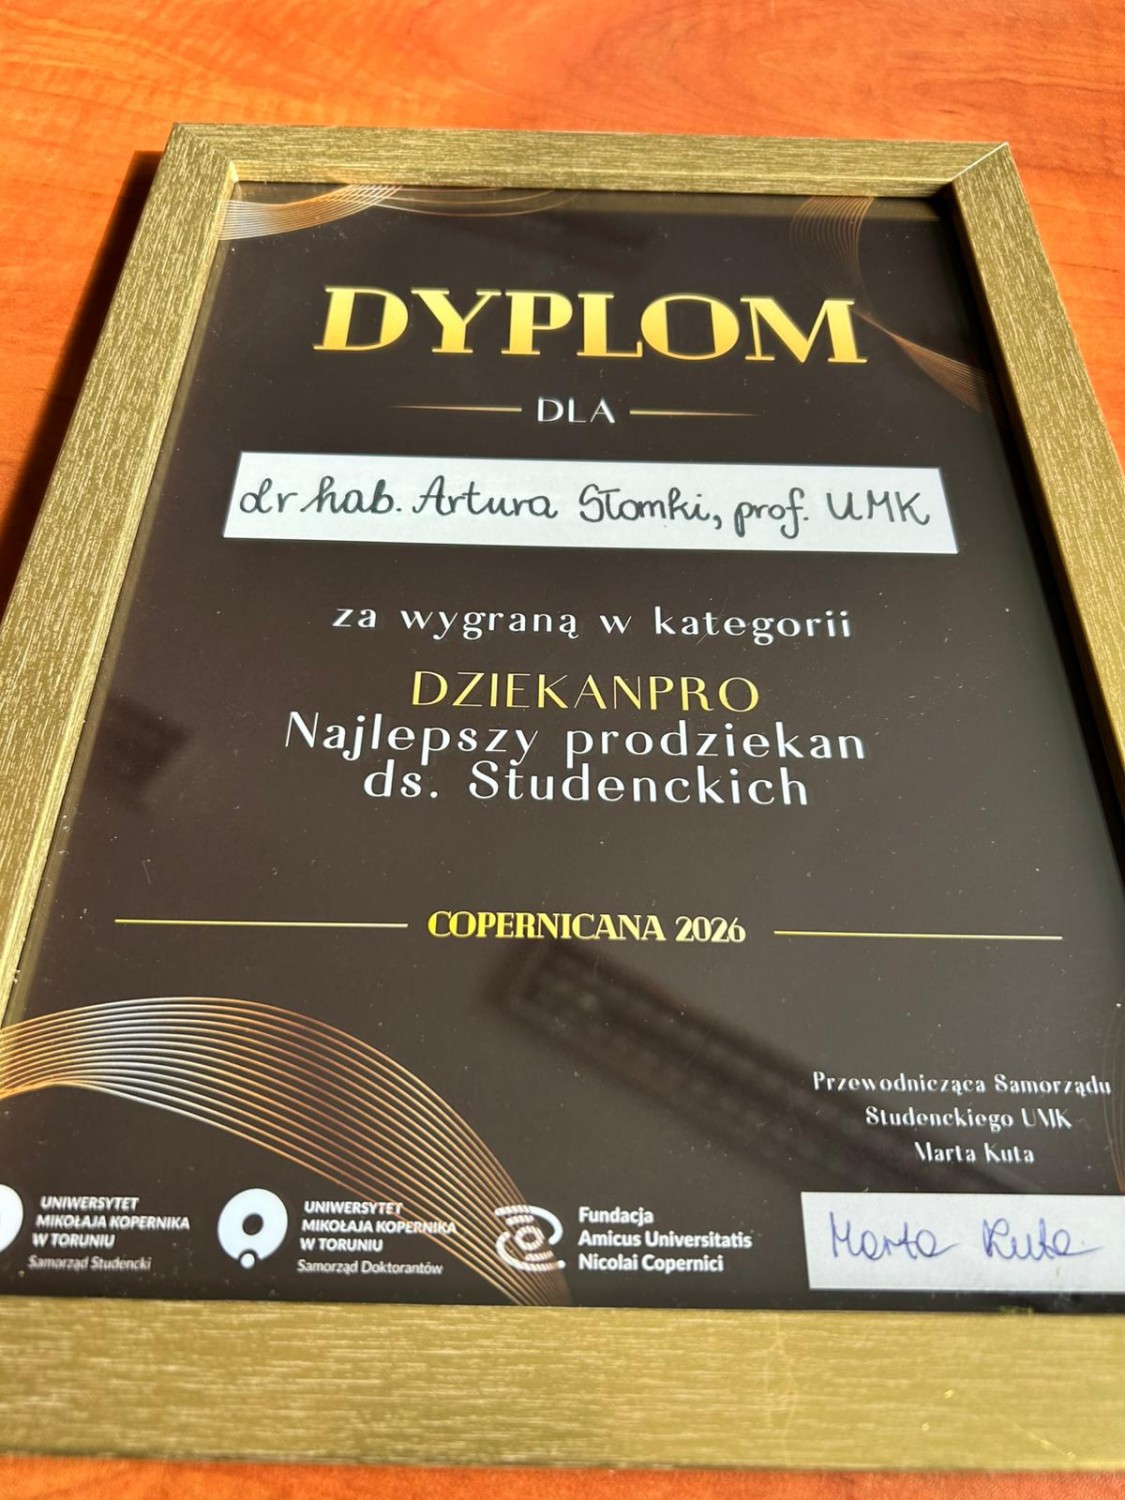 DYPLOM
DLA
dr hab. Artura Słomki, prof. UMK
za wygraną w kategorii
DZIEKANPRO
Najlepszy prodziekan
ds. Studenckich
COPERNICANA 2026
Przewodnicząca Samorządu
Studenckiego UMK
Marta Kuta
Marta Kuta
UNIWERSYTET
MIKOŁAJA KOPERNIKA
W TORUNIU
Samorząd Studencki
UNIWERSYTET
MIKOŁAJA KOPERNIKA
W TORUNIU
Samorząd Doktorantów
Fundacja
Amicus Universitatis
Nicolai Copernici